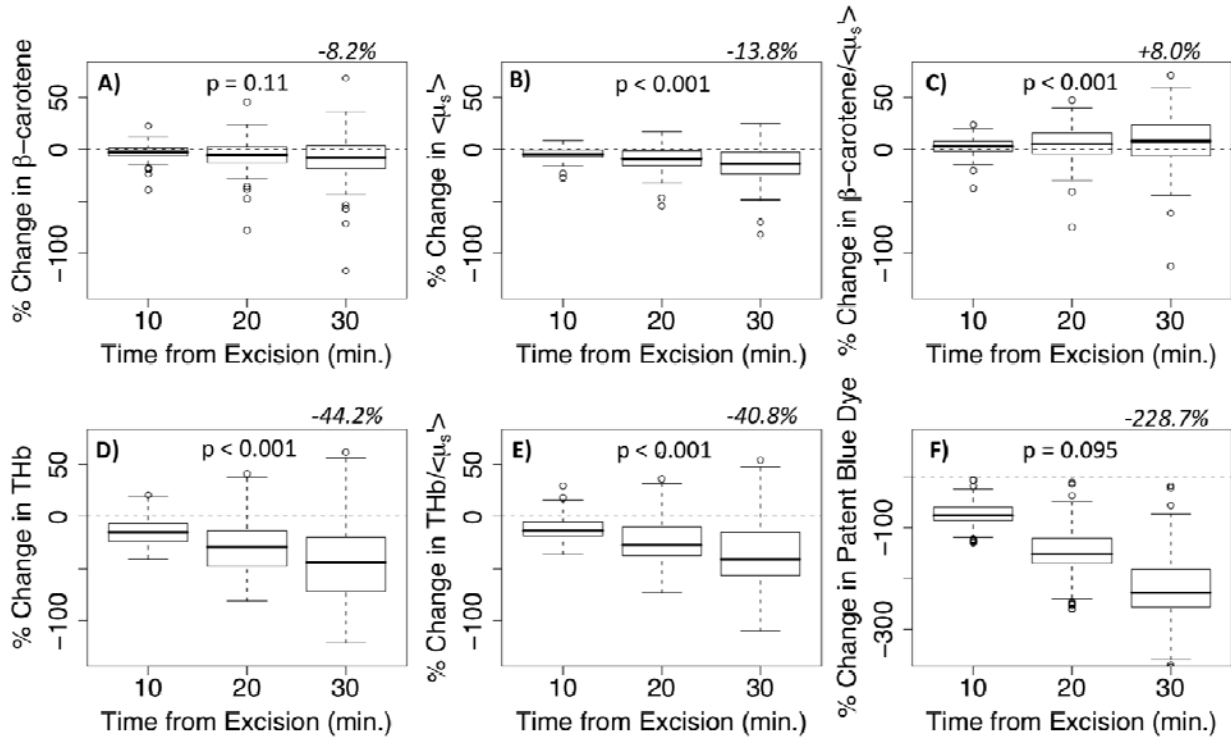 -8.2%
A)
p = 0.11
% Change in β−carotene
50
0
−100
10 20 30
Time from Excision (min.)
-13.8%
B)
p < 0.001
% Change in <μs'>
10 20 30
Time from Excision (min.)
+8.0%
C)
p < 0.001
% Change in β−carotene/<μs'>
50
0
−100
10 20 30
Time from Excision (min.)
-44.2%
D)
p < 0.001
% Change in THb
50
0
−100
10 20 30
Time from Excision (min.)
-40.8%
E)
p < 0.001
% Change in THb/<μs'>
50
0
−100
10 20 30
Time from Excision (min.)
-228.7%
F)
p = 0.095
% Change in Patent Blue Dye
−100
−300
10 20 30
Time from Excision (min.)